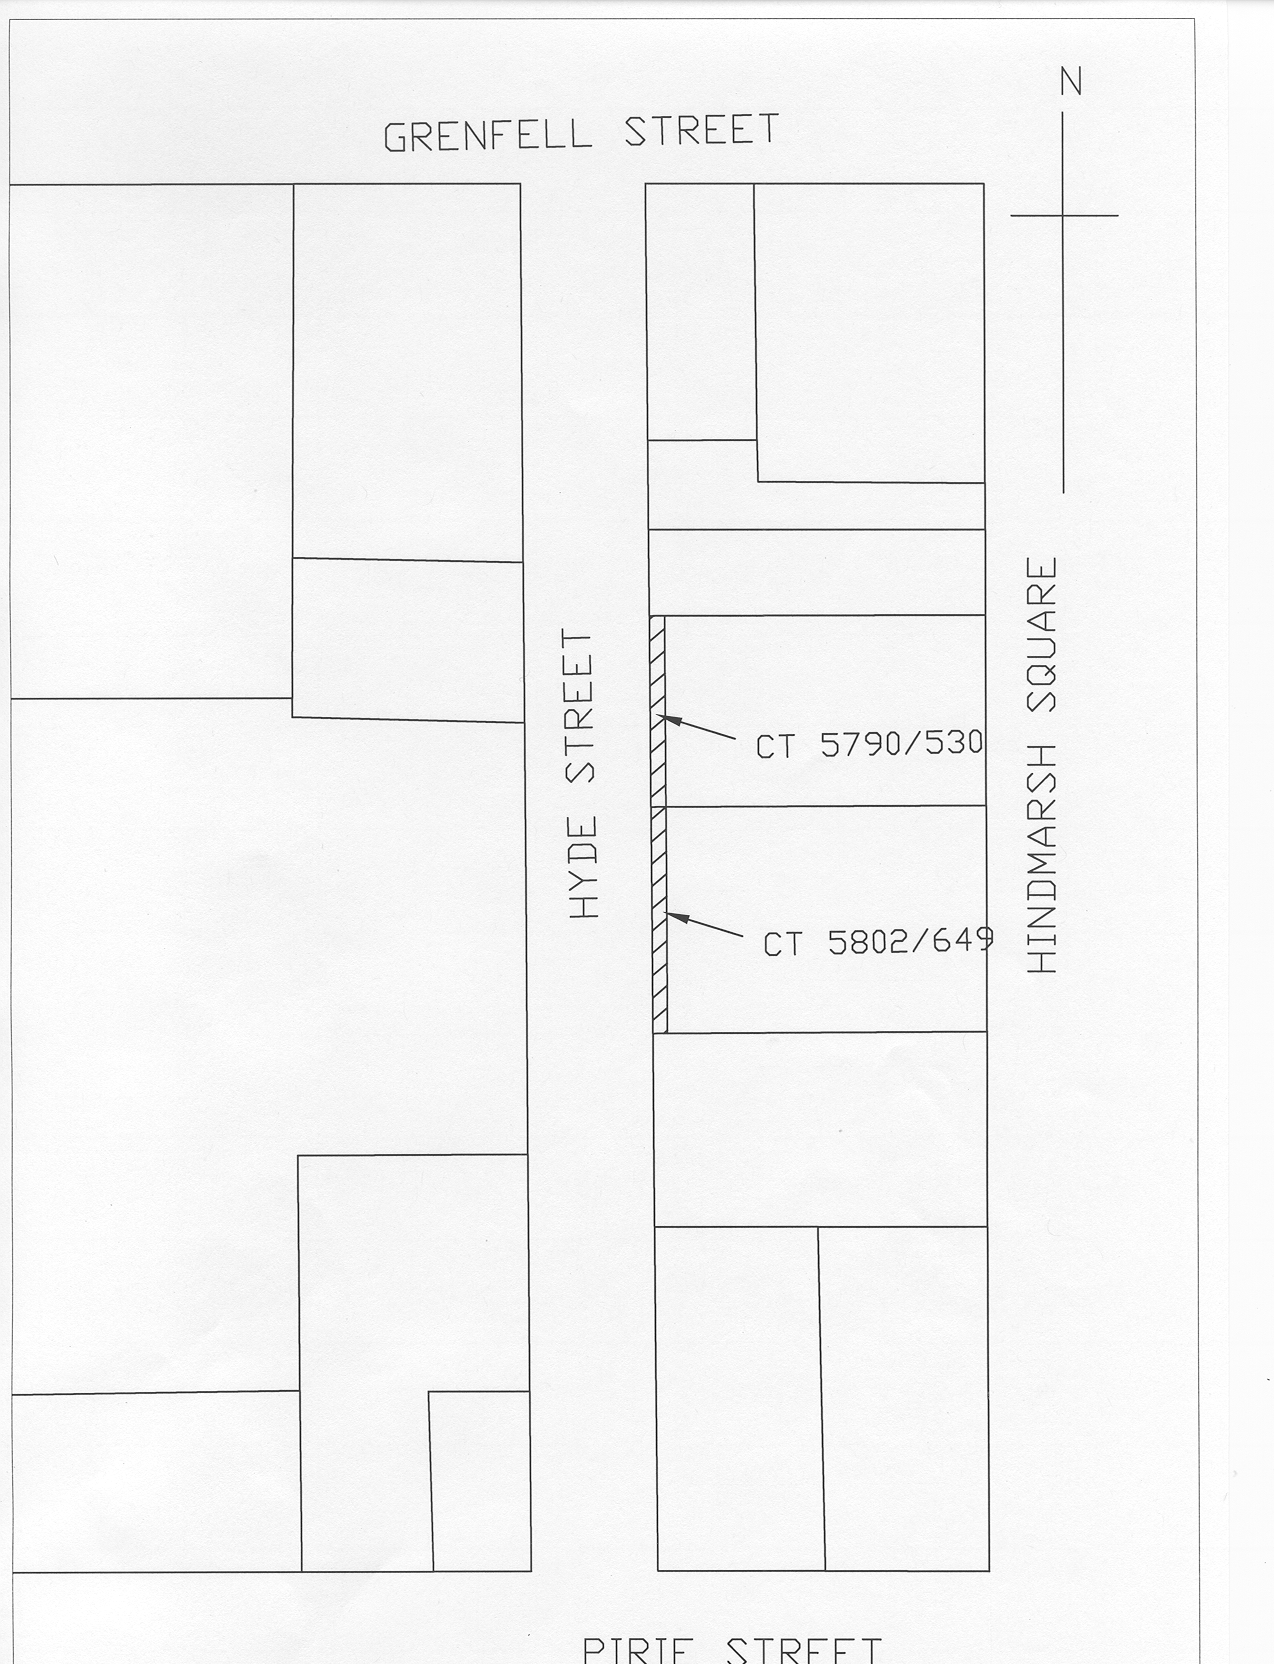 N
GRENFELL STREET
HYDE STREET
HINDMARSH SQUARE
CT 5790/530
CT 5802/649
PIRIE STREET